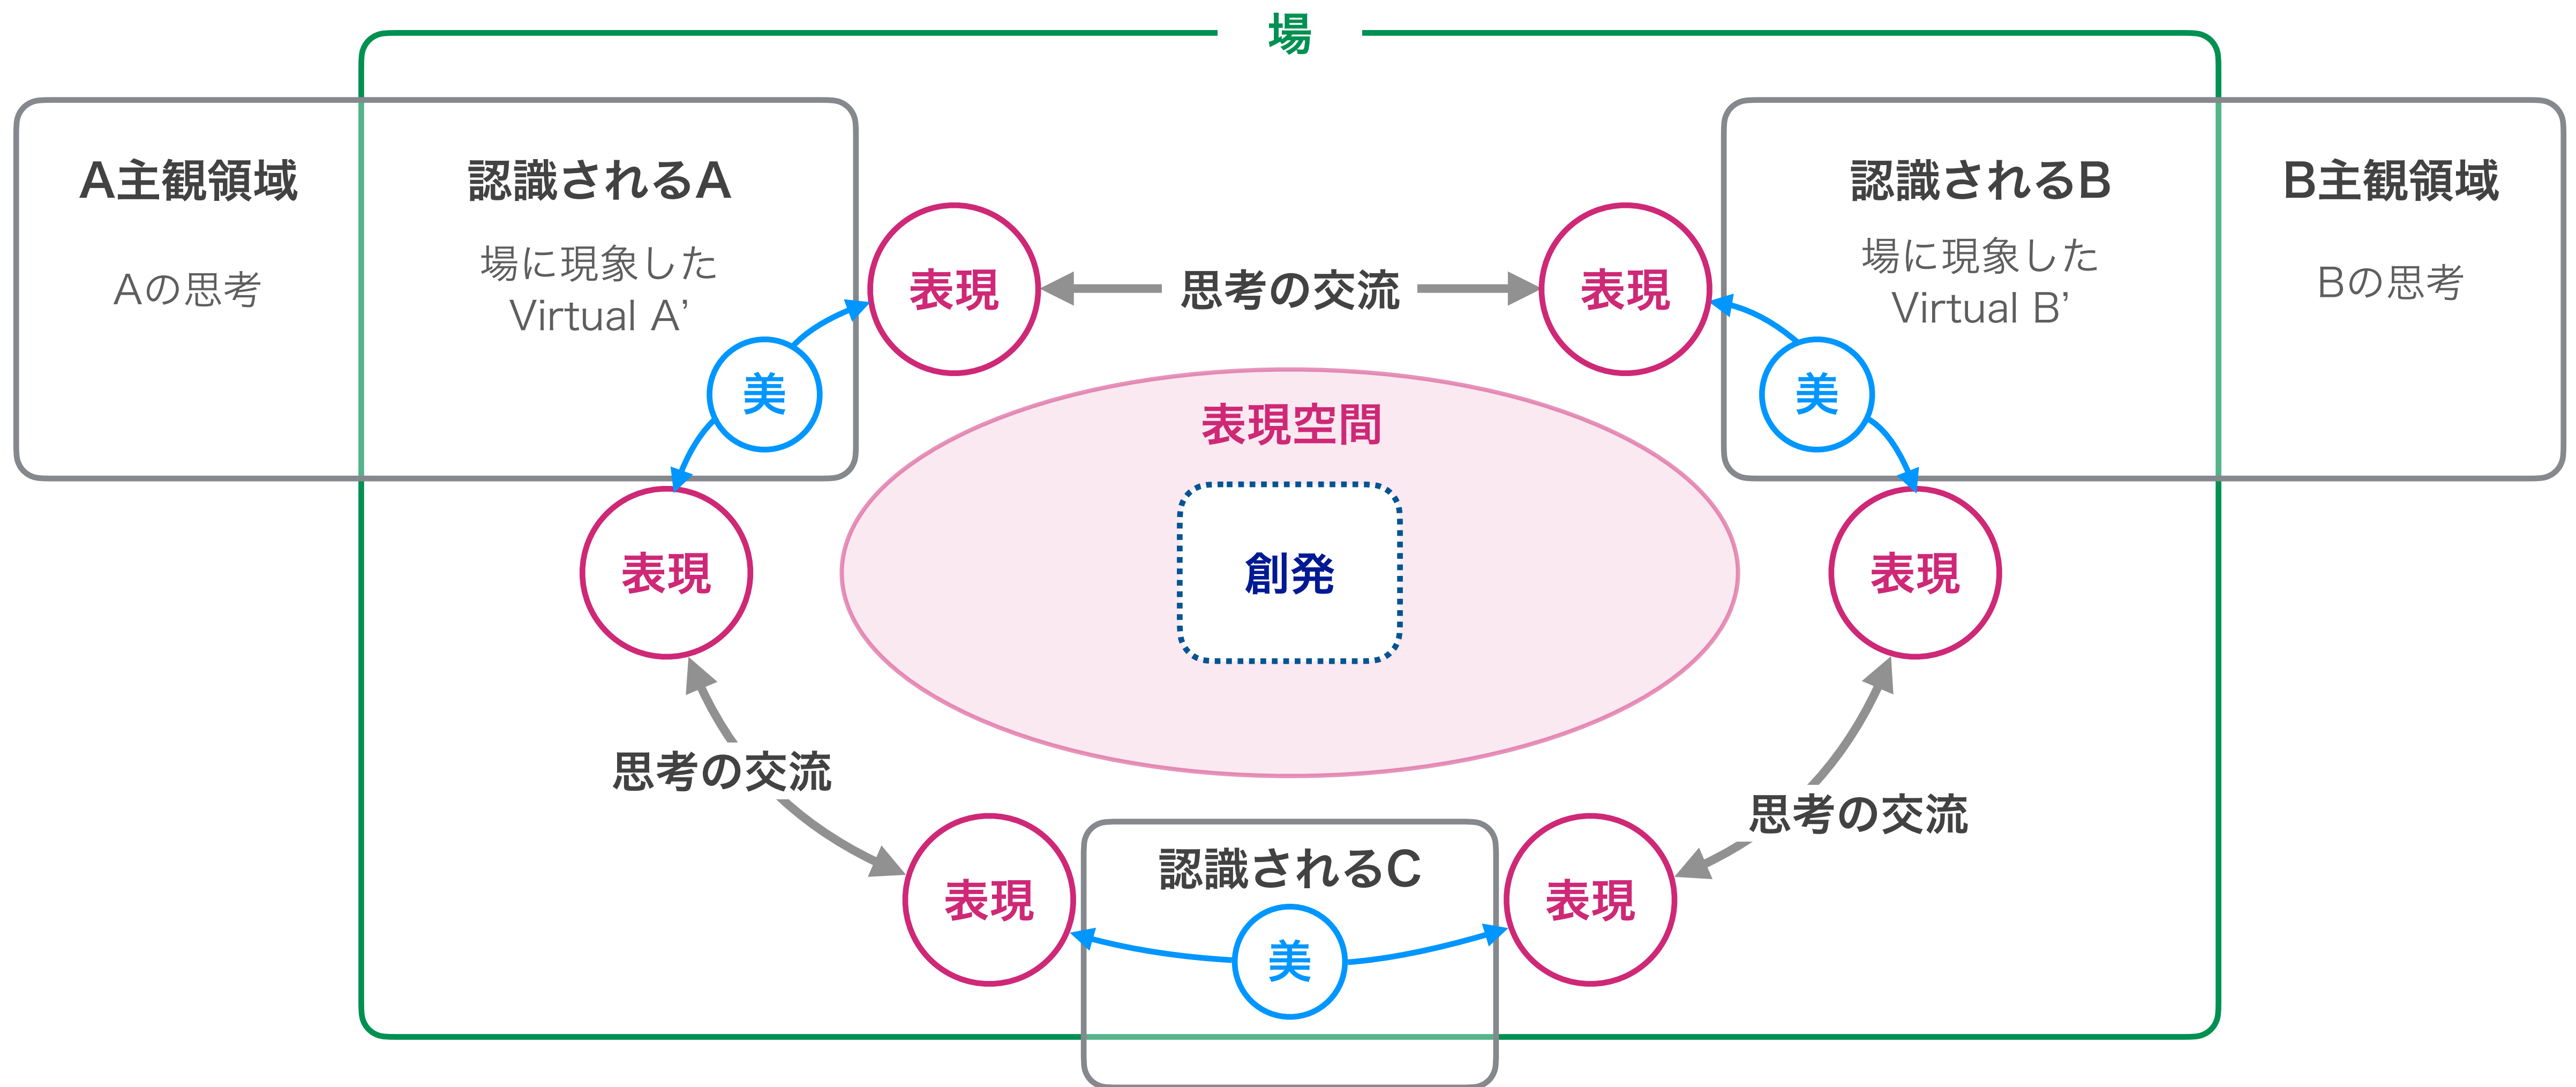 場
A主観領域
認識されるA
認識されるB
B主観領域
Aの思考
場に現象した
Virtual A’
表現
思考の交流
表現
場に現象した
Virtual B’
Bの思考
美
美
表現空間
表現
創発
表現
思考の交流
思考の交流
表現
認識されるC
表現
美